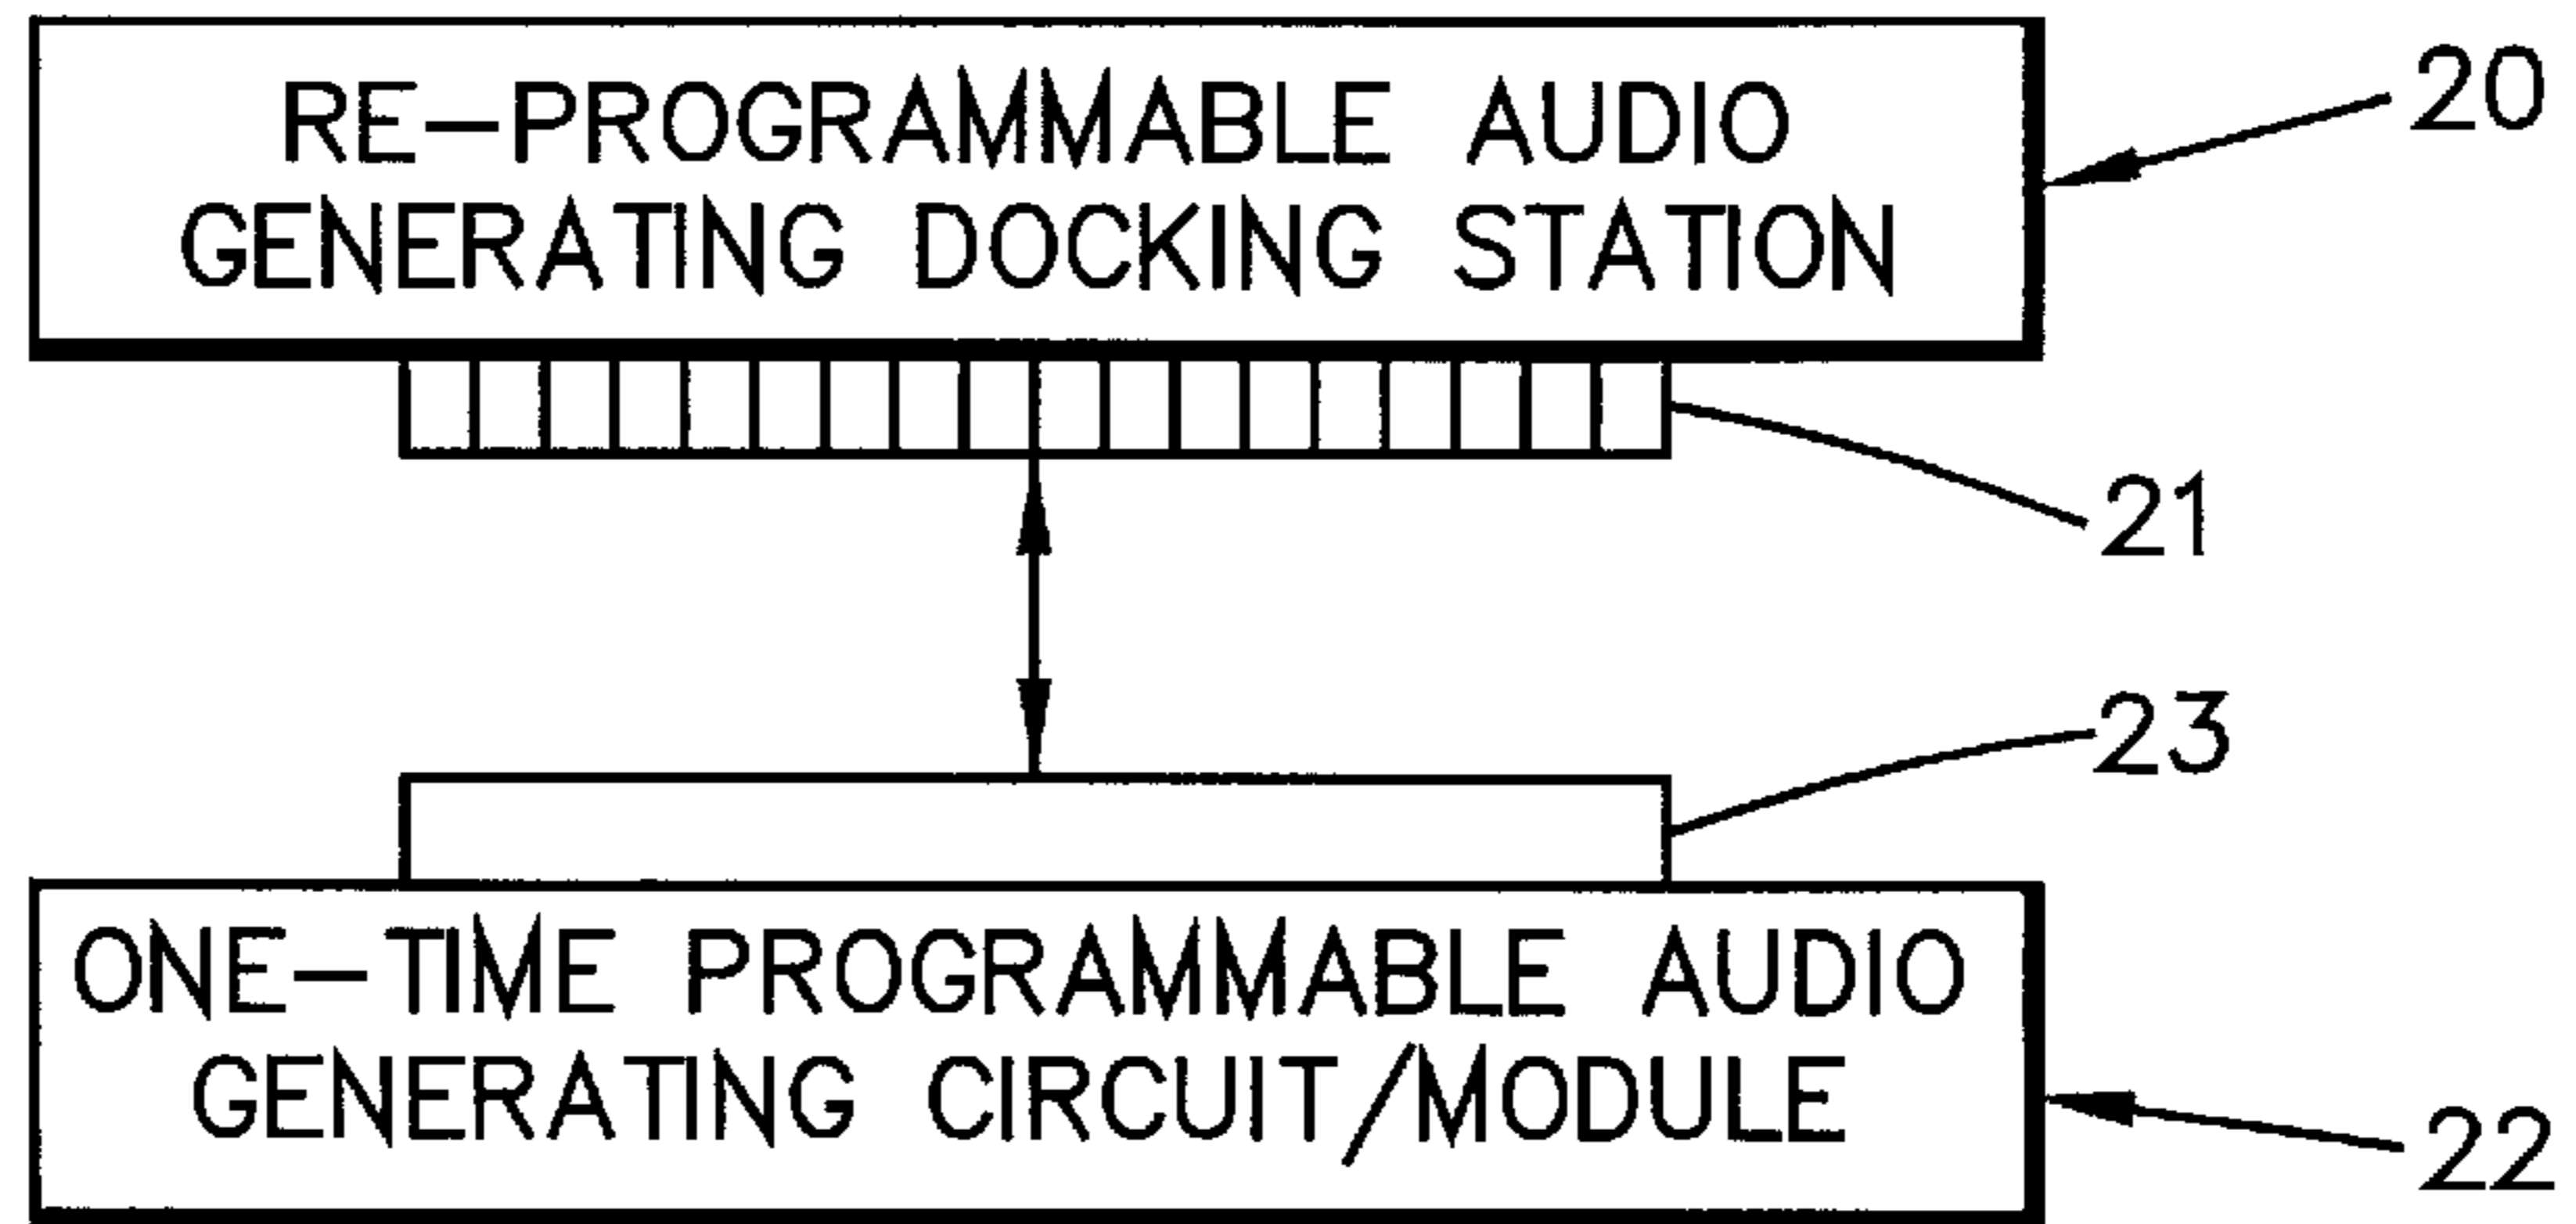 RE-PROGRAMMABLE AUDIO
GENERATING DOCKING STATION
20
21
23
ONE-TIME PROGRAMMABLE AUDIO
GENERATING CIRCUIT/MODULE
22